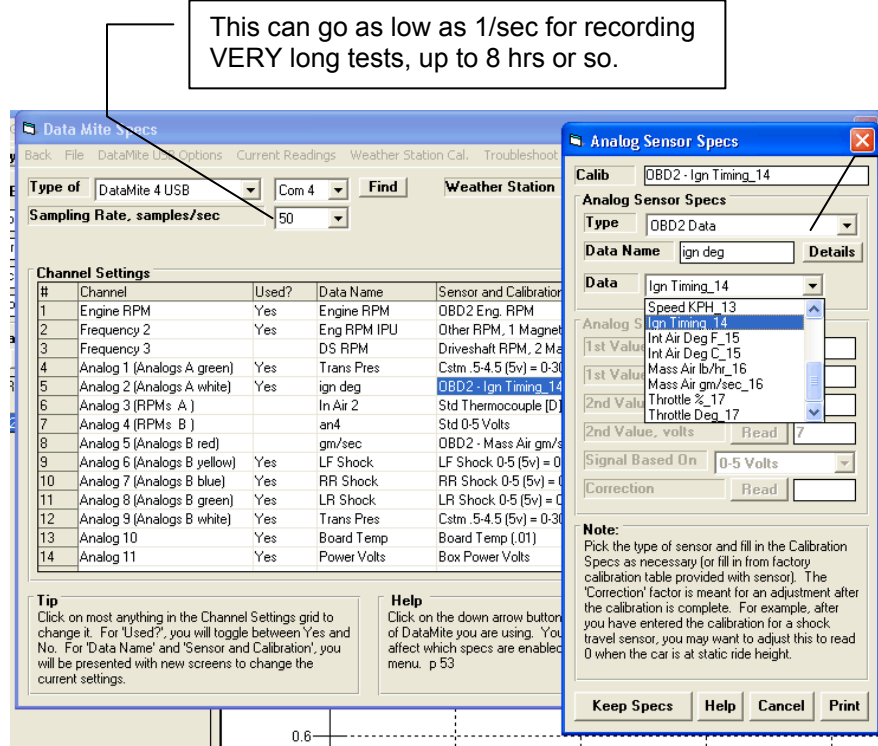 This can go as low as 1/sec for recording
VERY long tests, up to 8 hrs or so.
Data Mite Specs
Back File DataMite USB Options Current Readings Weather Station Cal. Troubleshoot
Type of DataMite 4 USB Com 4 Find Weather Station
Sampling Rate, samples/sec 50
Channel Settings
# Channel Used? Data Name Sensor and Calibration
1 Engine RPM Yes Engine RPM OBD2 Eng. RPM
2 Frequency 2 Yes Eng RPM IPU Other RPM, 1 Magnet
3 Frequency 3 DS RPM Driveshaft RPM, 2 Ma
4 Analog 1 (Analogs A green) Yes Trans Pres Cstm .5-4.5 (5v) = 0-30
5 Analog 2 (Analogs A white) Yes ign deg OBD2 - Ign Timing_14
6 Analog 3 (RPMs A ) In Air 2 Std Thermocouple [D]
7 Analog 4 (RPMs B ) an4 Std 0-5 Volts
8 Analog 5 (Analogs B red) gm/sec OBD2 - Mass Air gm/s
9 Analog 6 (Analogs B yellow) Yes LF Shock LF Shock 0-5 (5v) = 0
10 Analog 7 (Analogs B blue) Yes RR Shock RR Shock 0-5 (5v) = 0
11 Analog 8 (Analogs B green) Yes LR Shock LR Shock 0-5 (5v) = 0
12 Analog 9 (Analogs B white) Yes Trans Pres Cstm .5-4.5 (5v) = 0-30
13 Analog 10 Yes Board Temp Board Temp (.01)
14 Analog 11 Yes Power Volts Box Power Volts
Tip
Click on most anything in the Channel Settings grid to
change it. For 'Used?', you will toggle between Yes and
No. For 'Data Name' and 'Sensor and Calibration', you
will be presented with new screens to change the
current settings.
Help
Click on the down arrow button
of DataMite you are using. You
affect which specs are enabled
menu. p 53
Analog Sensor Specs
Calib OBD2 - Ign Timing_14
Analog Sensor Specs
Type OBD2 Data
Data Name ign deg Details
Data Ign Timing_14
Speed KPH_13
Ign Timing_14
Int Air Deg F_15
Int Air Deg C_15
Mass Air lb/hr_16
Mass Air gm/sec_16
Throttle %_17
Throttle Deg_17
Analog S
1st Value
1st Value
2nd Valu
2nd Value, volts Read 7
Signal Based On 0-5 Volts
Correction Read
Note:
Pick the type of sensor and fill in the Calibration
Specs as necessary (or fill in from factory
calibration table provided with sensor). The
'Correction' factor is meant for an adjustment after
the calibration is complete. For example, after
you have entered the calibration for a shock
travel sensor, you may want to adjust this to read
0 when the car is at static ride height.
Keep Specs Help Cancel Print
0.6